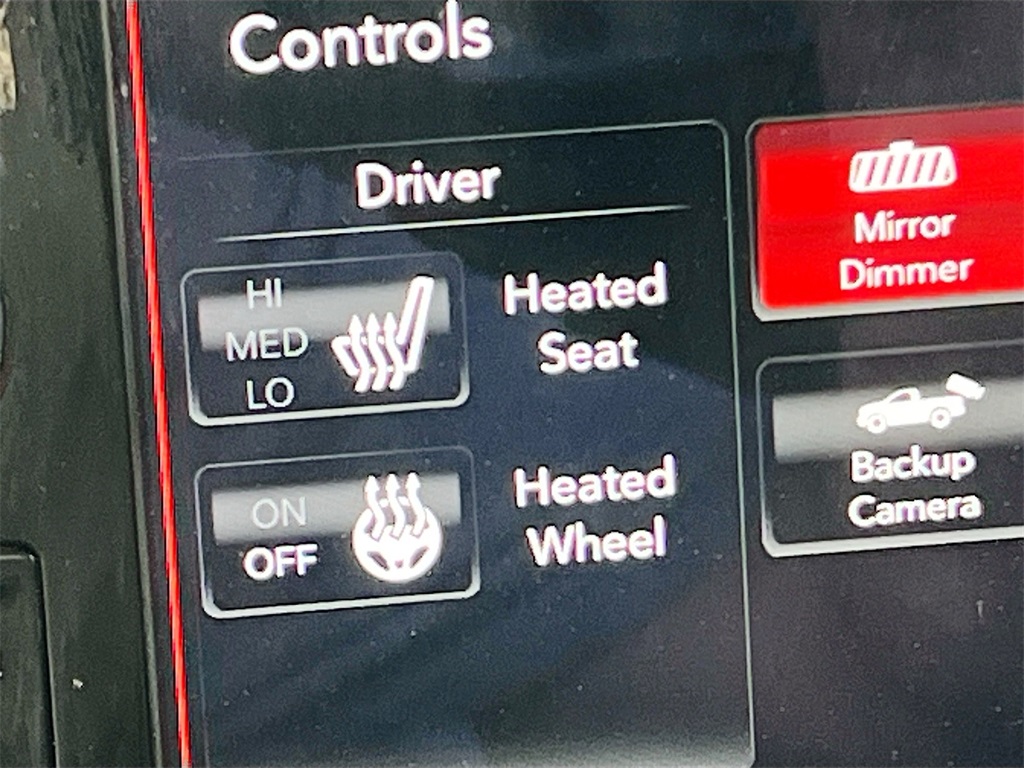 Controls
Driver
HI
MED
LO
Heated
Seat
ON
OFF
Heated
Wheel
Mirror
Dimmer
Backup
Camera